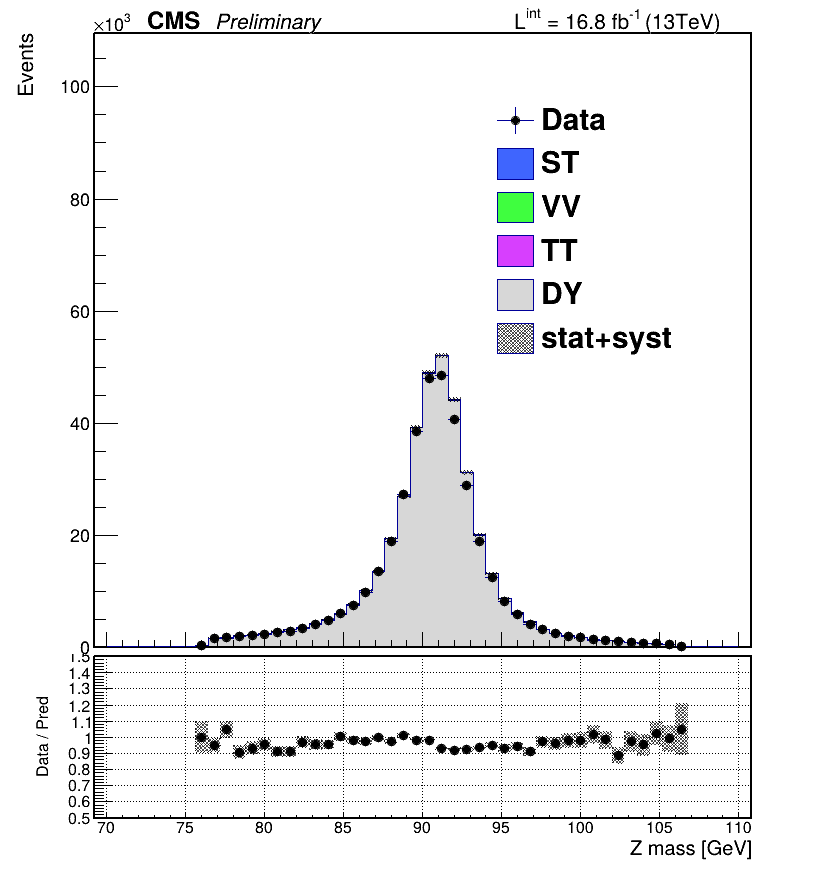 ×10³ CMS Preliminary L^int = 16.8 fb⁻¹ (13TeV)
Events
100
80
60
40
20
0
Data
ST
VV
TT
DY
stat+syst
Data / Pred
1.5
1.4
1.3
1.2
1.1
1
0.9
0.8
0.7
0.6
0.5
70 75 80 85 90 95 100 105 110
Z mass [GeV]